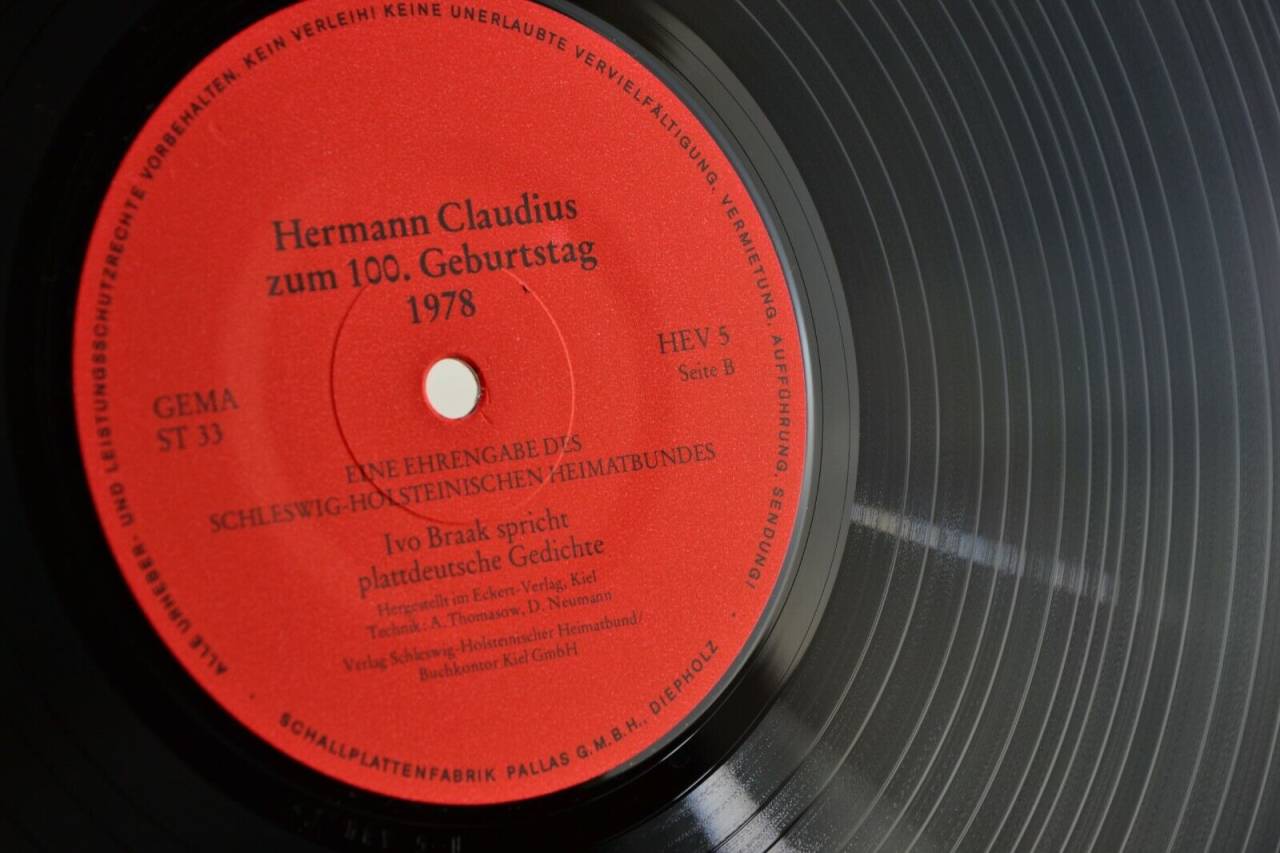 ALLE URHEBER- UND LEISTUNGSSCHUTZRECHTE VORBEHALTEN. KEIN VERLEIH! KEINE UNERLAUBTE VERVIELFÄLTIGUNG, VERMIETUNG, AUFFÜHRUNG, SENDUNG!
Hermann Claudius
zum 100. Geburtstag
1978
HEV 5
Seite B
GEMA
ST 33
EINE EHRENGABE DES
SCHLESWIG-HOLSTEINISCHEN HEIMATBUNDES
Ivo Braak spricht
plattdeutsche Gedichte
Hergestellt im Eckert-Verlag, Kiel
Technik: A. Thomasow, D. Neumann
Verlag Schleswig-Holsteinischer Heimatbund/
Buchkontor Kiel GmbH
SCHALLPLATTENFABRIK PALLAS G.M.B.H., DIEPHOLZ